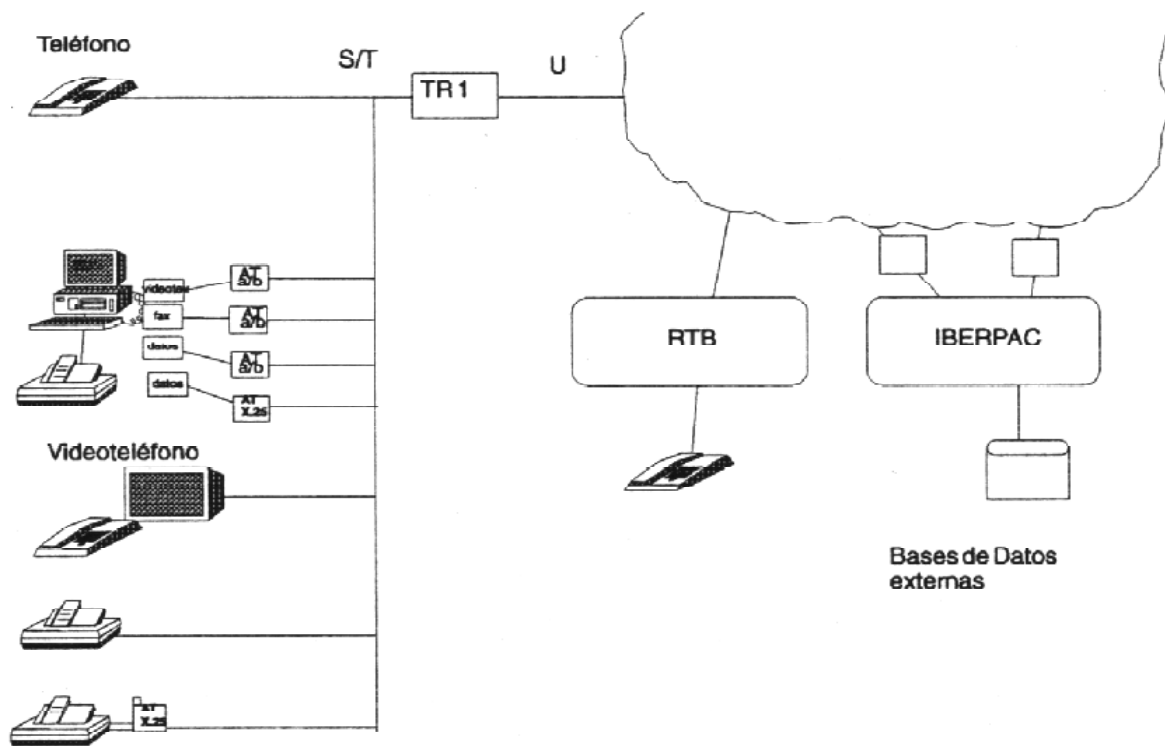 Teléfono
S/T
TR 1
U
videotex
AT
a/b
fax
AT
a/b
datos
AT
a/b
datos
AT
X.25
RTB
IBERPAC
Videoteléfono
Bases de Datos
externas
AT
X.25